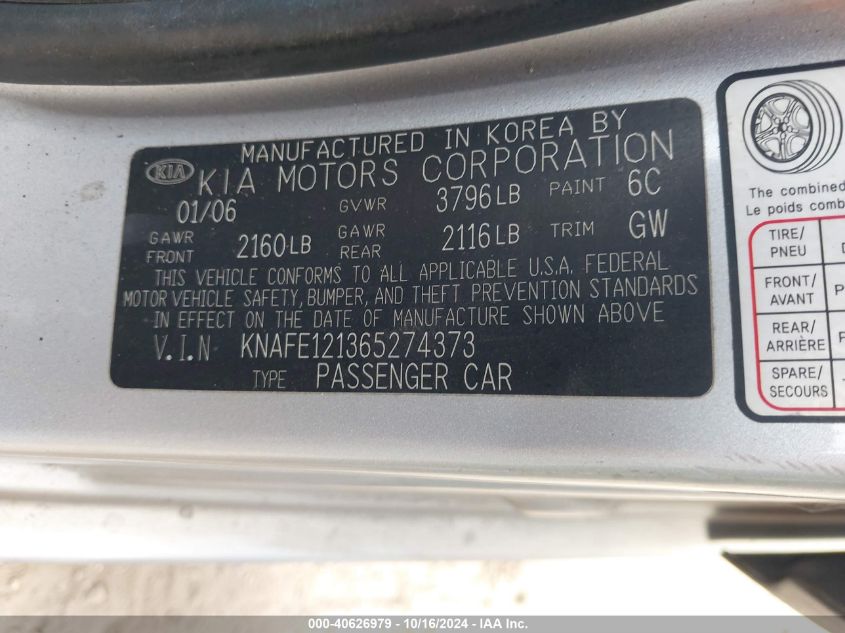 MANUFACTURED IN KOREA BY
KIA KIA MOTORS CORPORATION
01/06 GVWR 3796LB PAINT 6C
GAWR FRONT 2160LB GAWR REAR 2116LB TRIM GW
THIS VEHICLE CONFORMS TO ALL APPLICABLE U.S.A. FEDERAL
MOTOR VEHICLE SAFETY, BUMPER, AND THEFT PREVENTION STANDARDS
IN EFFECT ON THE DATE OF MANUFACTURE SHOWN ABOVE
V.I.N KNAFE121365274373
TYPE PASSENGER CAR
The combined
Le poids combin
TIRE/
PNEU
FRONT/
AVANT
REAR/
ARRIÈRE
SPARE/
SECOURS
000-40626979 - 10/16/2024 - IAA Inc.